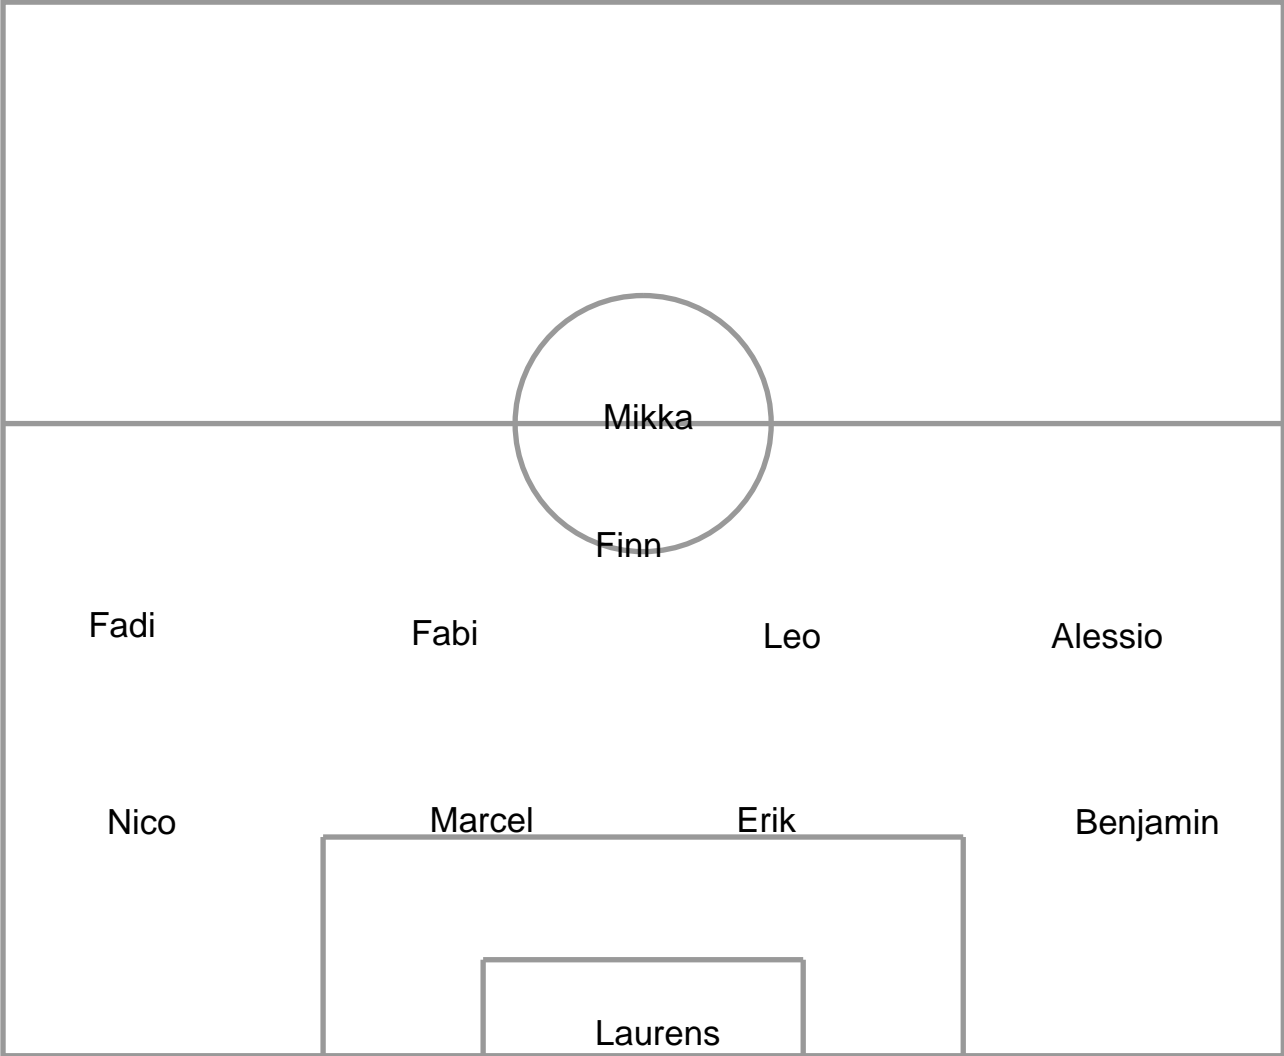 Mikka
Finn
Fadi Fabi Leo Alessio
Nico Marcel Erik Benjamin
Laurens